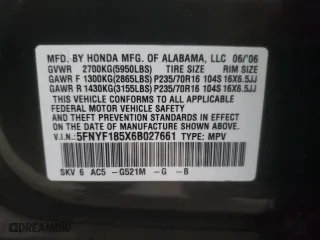 MFD. BY HONDA MFG. OF ALABAMA, LLC 06/'06
GVWR 2700KG(5950LBS) TIRE SIZE RIM SIZE
GAWR F 1300KG(2865LBS)P235/70R16 104S 16X6.5JJ
GAWR R 1430KG(3155LBS)P235/70R16 104S 16X6.5JJ
THIS VEHICLE CONFORMS TO ALL APPLICABLE
FEDERAL MOTOR VEHICLE SAFETY STANDARDS IN
EFFECT ON THE DATE OF MANUFACTURE SHOWN ABOVE.
V.I.N.: 5FNYF185X6B027661 TYPE: MPV
SKV 6 AC5 -G521M -G -B